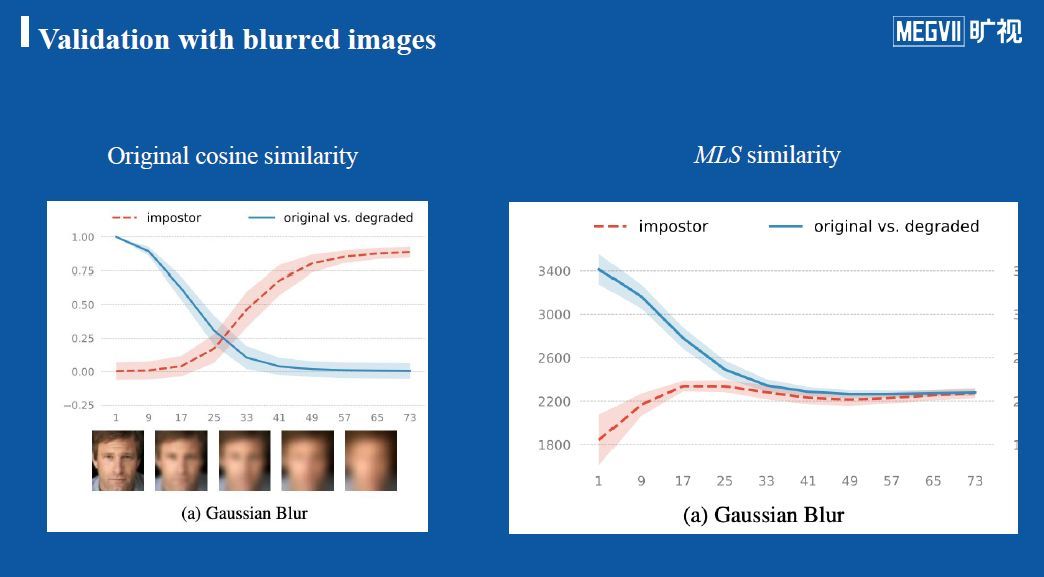 Validation with blurred images
MEGVII 旷视
Original cosine similarity
impostor
original vs. degraded
1.00
0.75
0.50
0.25
0.00
−0.25
1 9 17 25 33 41 49 57 65 73
(a) Gaussian Blur
MLS similarity
impostor
original vs. degraded
3400
3000
2600
2200
1800
1 9 17 25 33 41 49 57 65 73
(a) Gaussian Blur